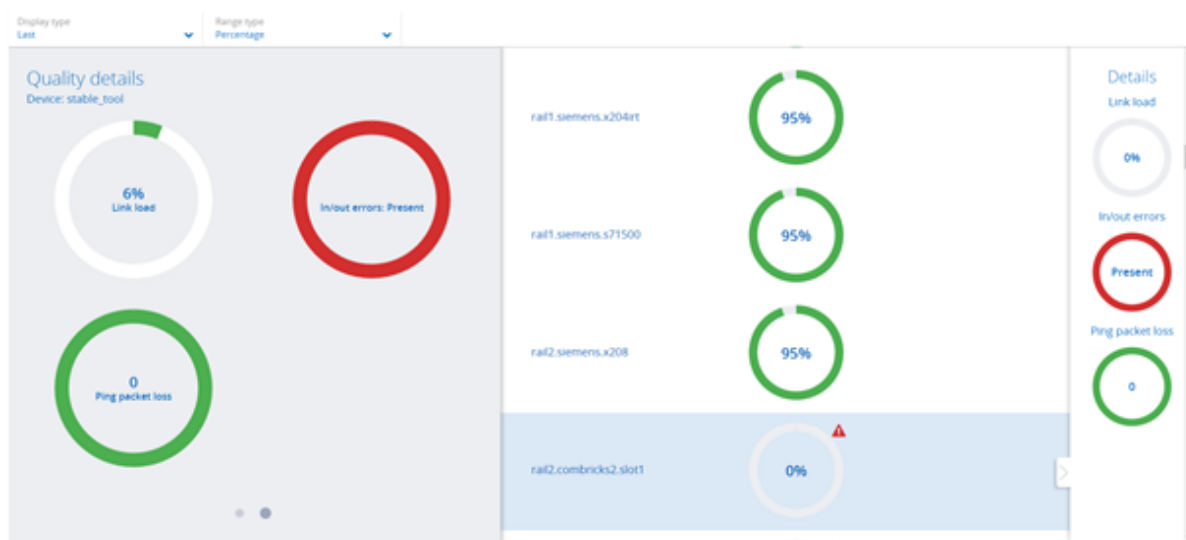 Display type
Last
Range type
Percentage
Quality details
Device: stable_tool
6%
Link load
In/out errors: Present
0
Ping packet loss
rail1.siemens.x204irt
95%
rail1.siemens.s71500
95%
rail2.siemens.x208
95%
rail2.combricks2.slot1
0%
Details
Link load
0%
In/out errors
Present
Ping packet loss
0